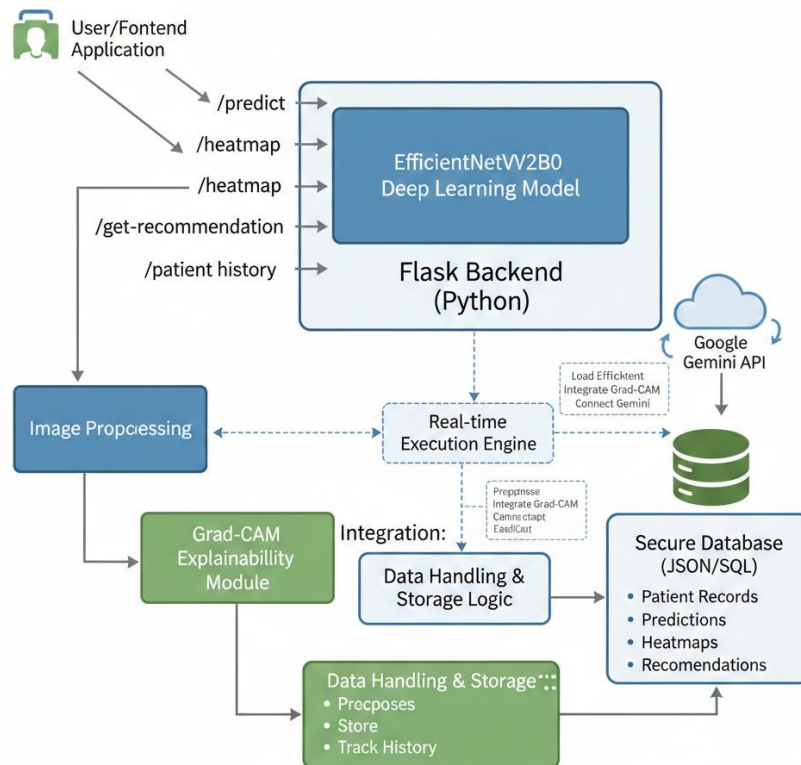 User/Fontend
Application
/predict
/heatmap
/heatmap
/get-recommendation
/patient history
EfficientNetVV2B0
Deep Learning Model
Flask Backend
(Python)
Google
Gemini API
Load Efficktent
Integrate Grad-CAM
Connect Gemini
Image Propcessing
Real-time
Execution Engine
Integrate Grad-CAM
Grad-CAM
Explainabillity
Module
Integration:
Data Handling &
Storage Logic
Secure Database
(JSON/SQL)
• Patient Records
• Predictions
• Heatmaps
• Recomendations
Data Handling & Storage
• Precposes
• Store
• Track History